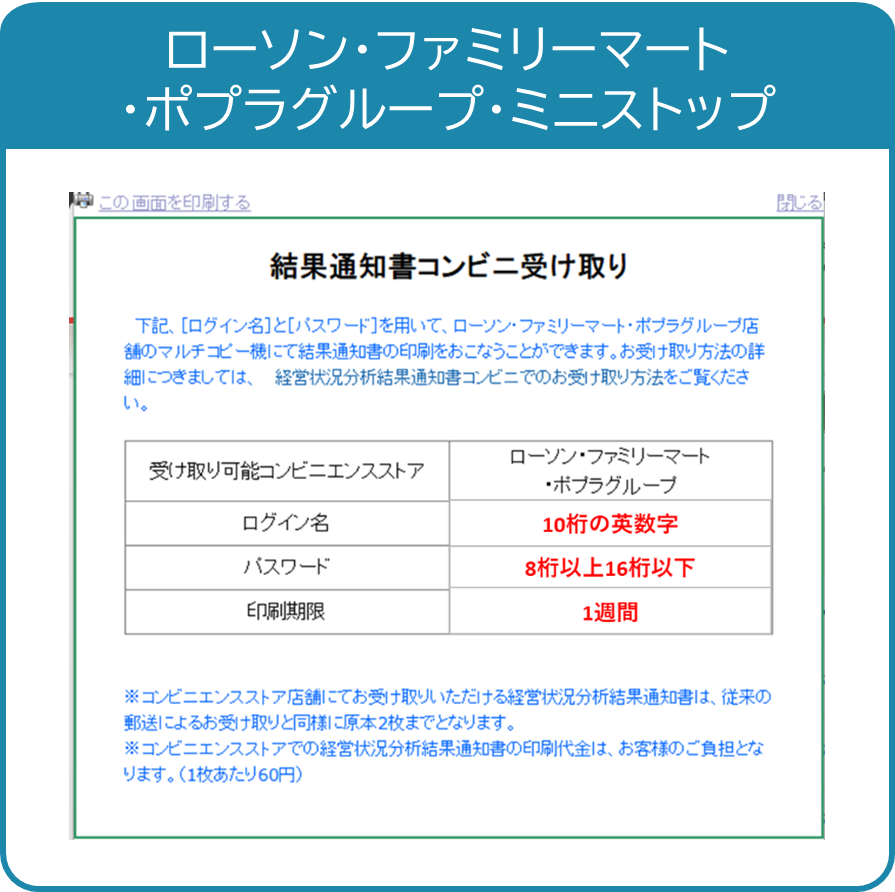 ローソン・ファミリーマート
・ポプラグループ・ミニストップ
この画面を印刷する
閉じる
結果通知書コンビニ受け取り
下記、[ログイン名]と[パスワード]を用いて、ローソン・ファミリーマート・ポプラグループ店
舗のマルチコピー機にて結果通知書の印刷をおこなうことができます。お受け取り方法の詳
細につきましては、 経営状況分析結果通知書コンビニでのお受け取り方法をご覧くださ
い。
受け取り可能コンビニエンスストア
ローソン・ファミリーマート
・ポプラグループ
ログイン名
10桁の英数字
パスワード
8桁以上16桁以下
印刷期限
1週間
※コンビニエンスストア店舗にてお受け取りいただける経営状況分析結果通知書は、従来の
郵送によるお受け取りと同様に原本2枚までとなります。
※コンビニエンスストアでの経営状況分析結果通知書の印刷代金は、お客様のご負担とな
ります。(1枚あたり60円)